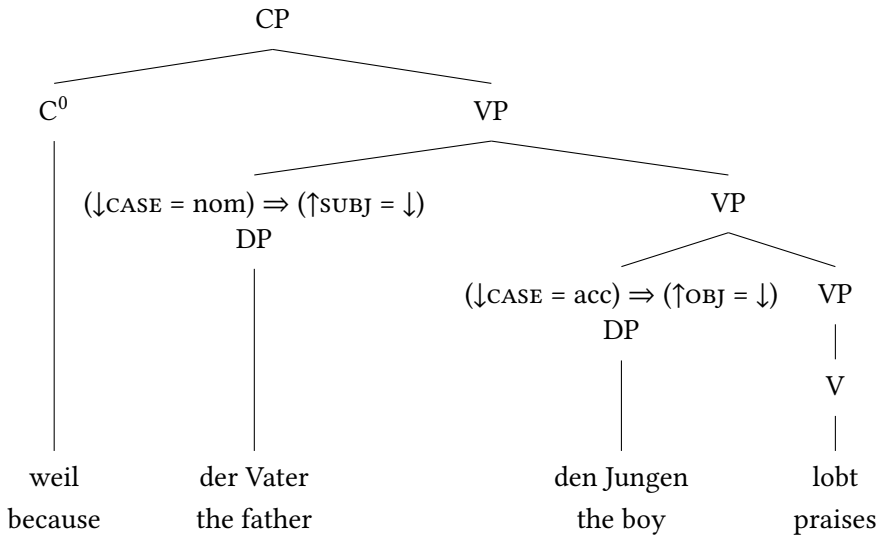 CP
C⁰ VP
(↓CASE = nom) ⇒ (↑SUBJ = ↓) VP
DP
(↓CASE = acc) ⇒ (↑OBJ = ↓) VP
DP
V
weil der Vater den Jungen lobt
because the father the boy praises